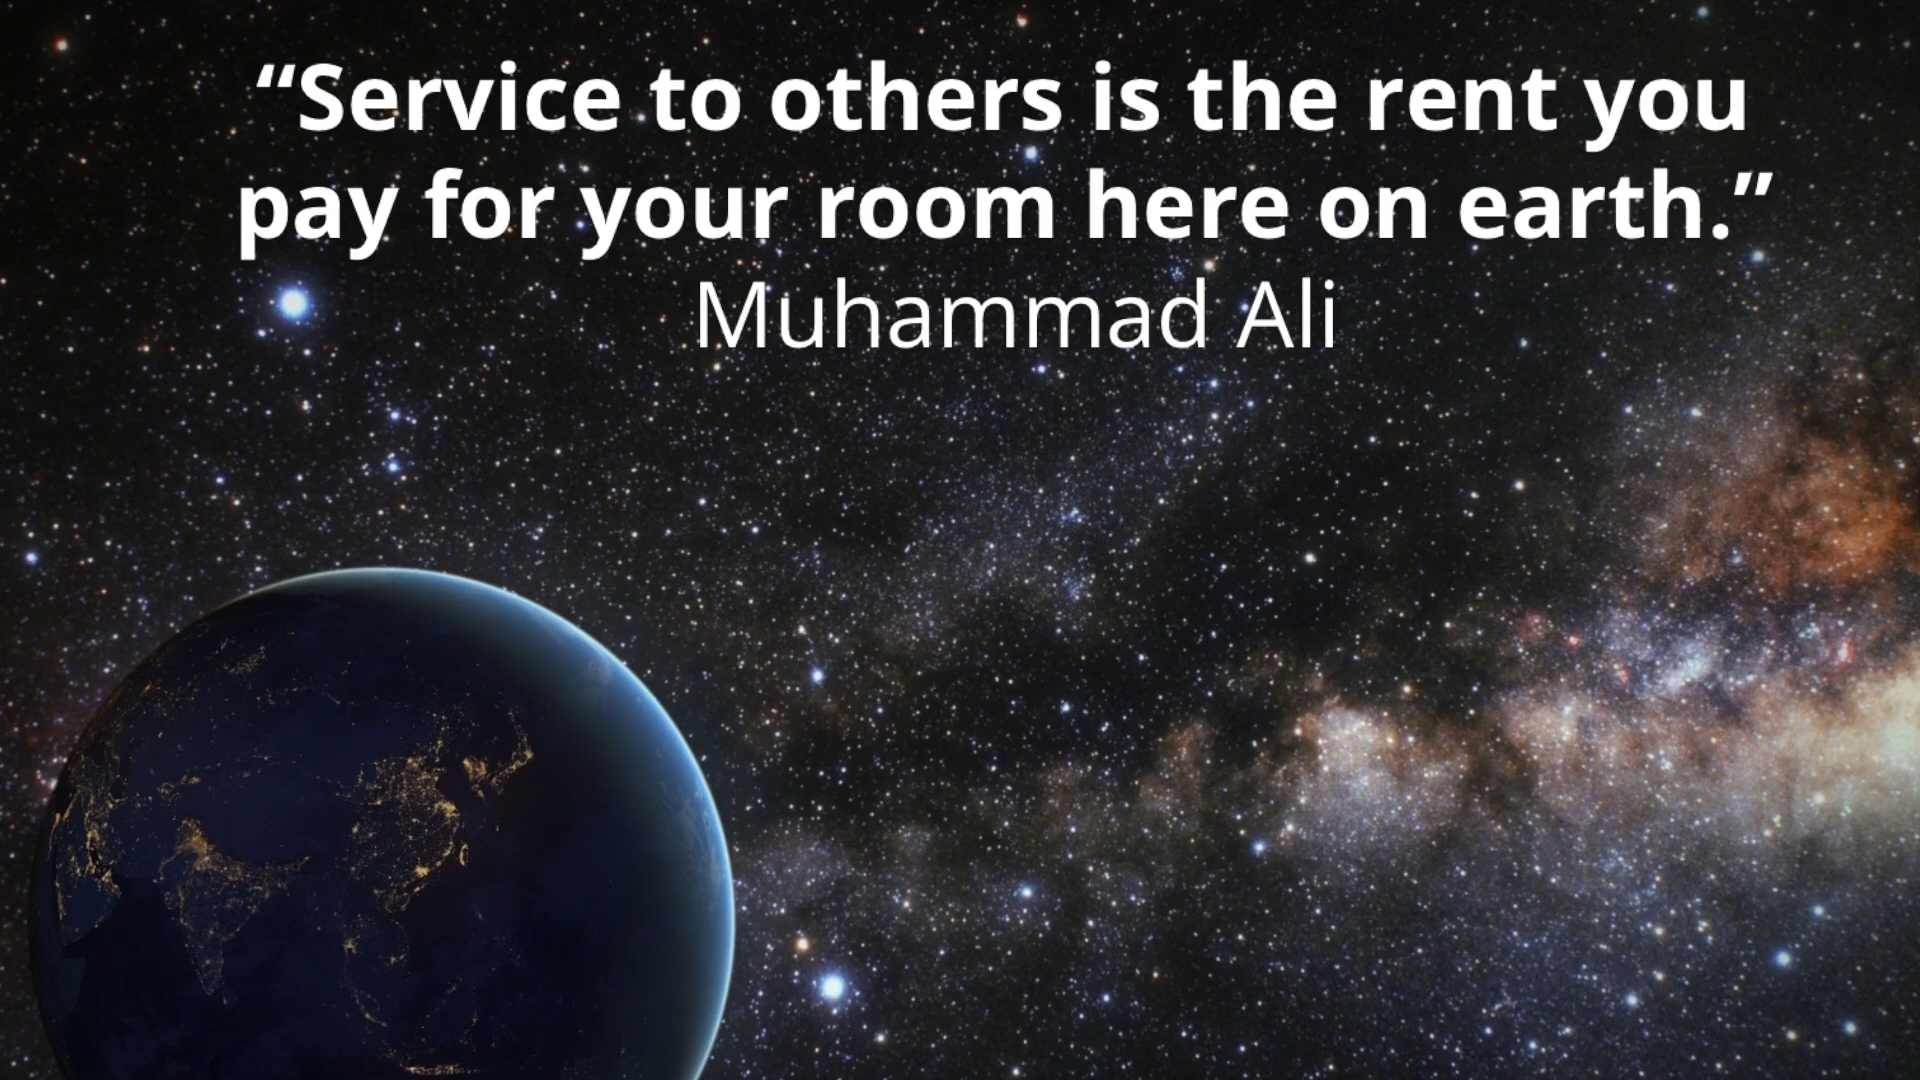 “Service to others is the rent you
pay for your room here on earth.”
Muhammad Ali